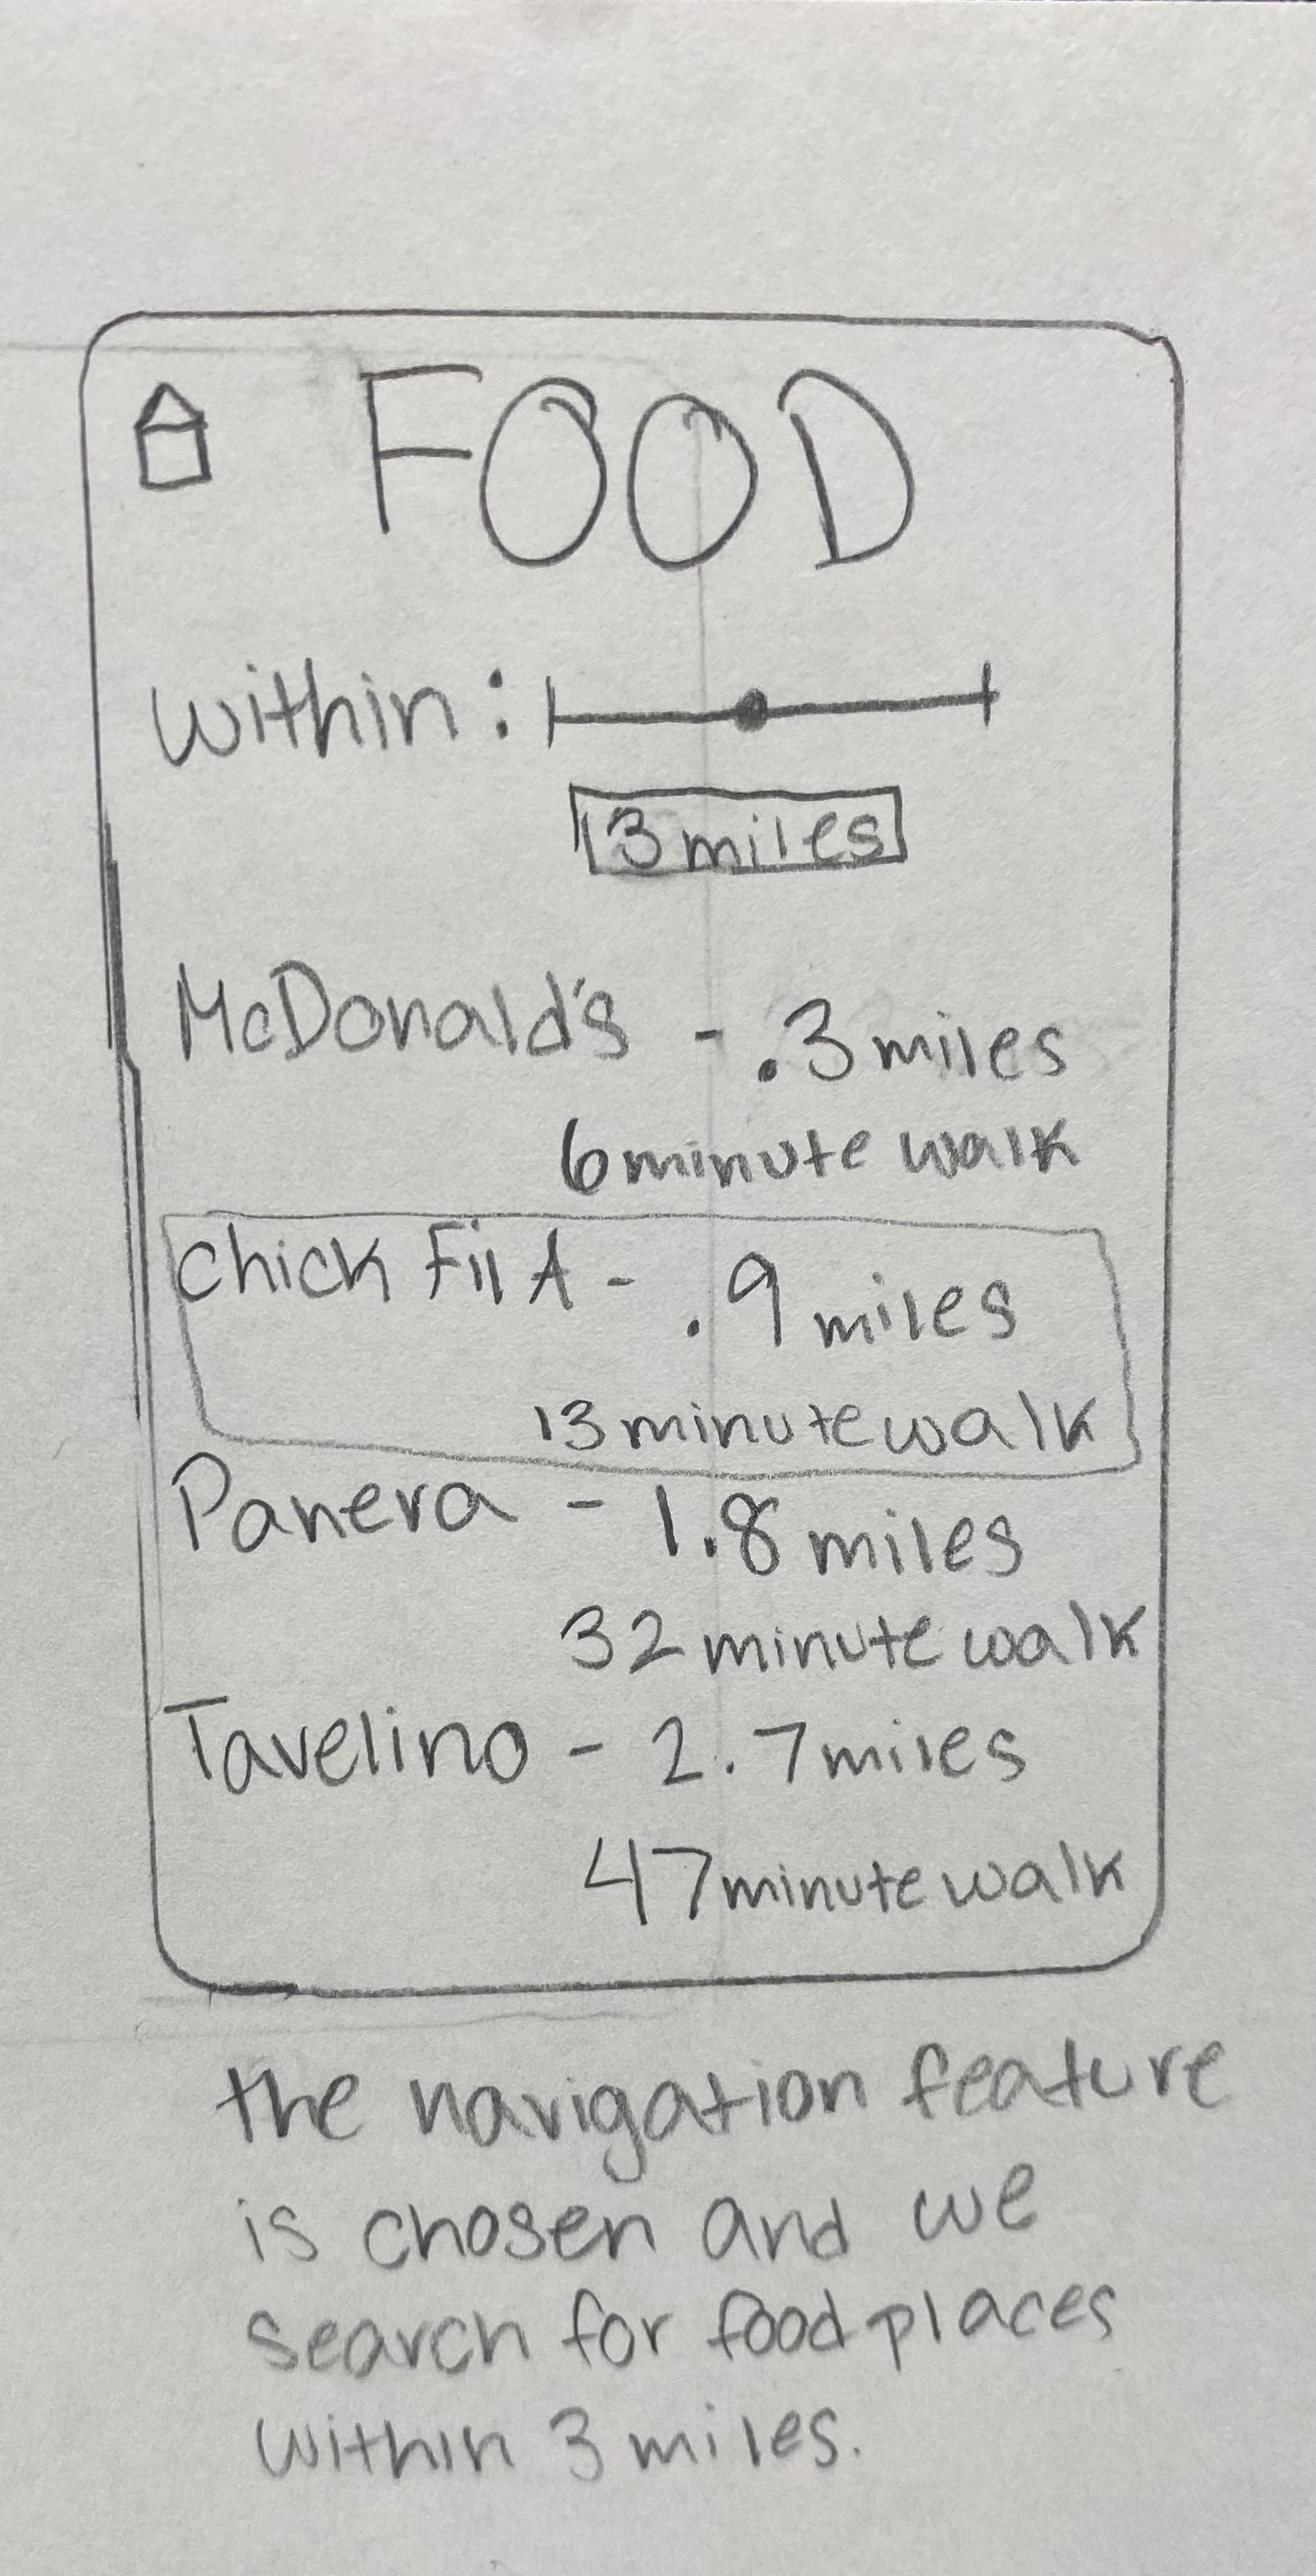 FOOD
within:
3 miles
McDonald's - .3 miles
6 minute walk
Chick Fil A - .9 miles
13 minute walk
Panera - 1.8 miles
32 minute walk
Tavelino - 2.7 miles
47 minute walk
the navigation feature
is chosen and we
search for food places
within 3 miles.